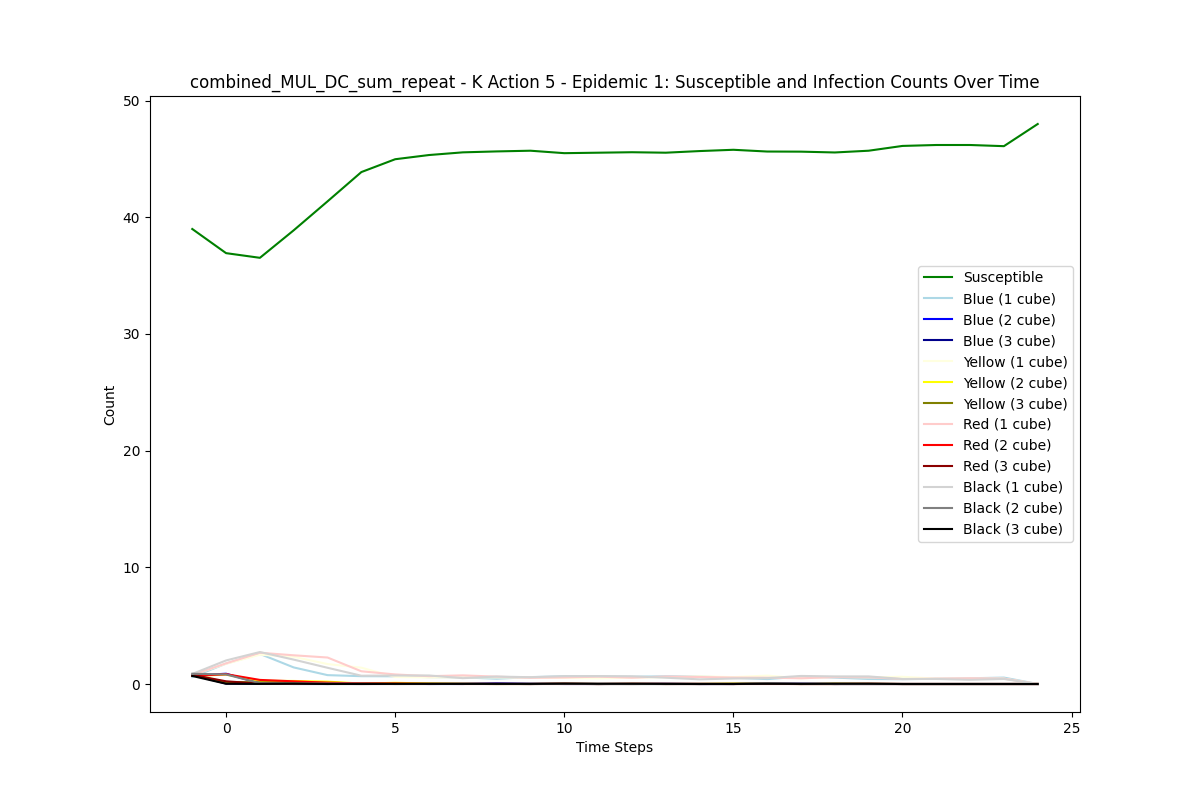 combined_MUL_DC_sum_repeat - K Action 5 - Epidemic 1: Susceptible and Infection Counts Over Time
50
40
30
20
10
0
Count
Susceptible
Blue (1 cube)
Blue (2 cube)
Blue (3 cube)
Yellow (1 cube)
Yellow (2 cube)
Yellow (3 cube)
Red (1 cube)
Red (2 cube)
Red (3 cube)
Black (1 cube)
Black (2 cube)
Black (3 cube)
0 5 10 15 20 25
Time Steps